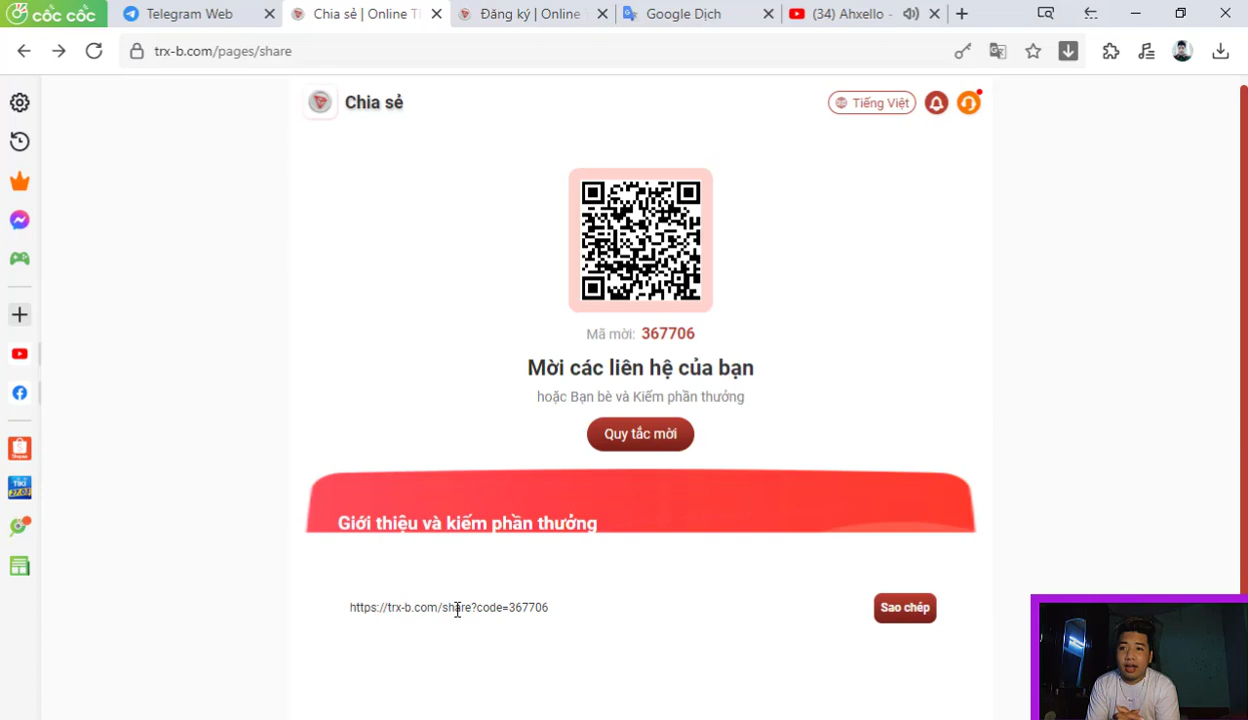 cốc cốc
Telegram Web
Chia sẻ | Online T
Đăng ký | Online
Google Dịch
(34) Ahxello -
trx-b.com/pages/share
Chia sẻ
Tiếng Việt
Mã mời: 367706
Mời các liên hệ của bạn
hoặc Bạn bè và Kiếm phần thưởng
Quy tắc mời
Giới thiệu và kiếm phần thưởng
https://trx-b.com/share?code=367706
Sao chép
TIKI